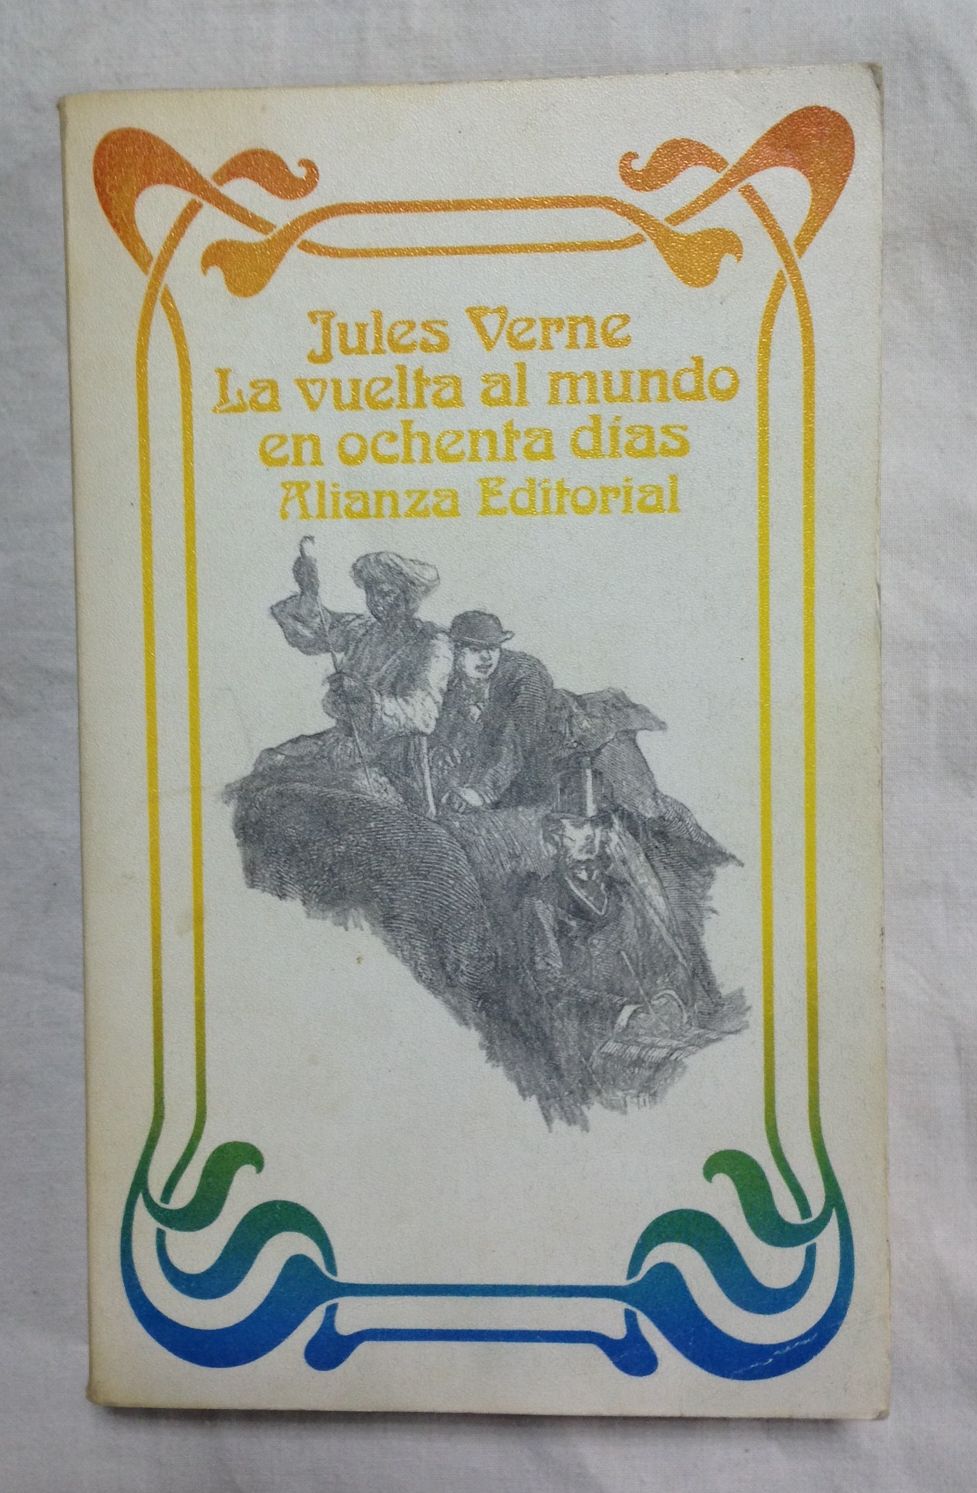 Jules Verne
La vuelta al mundo
en ochenta días
Alianza Editorial